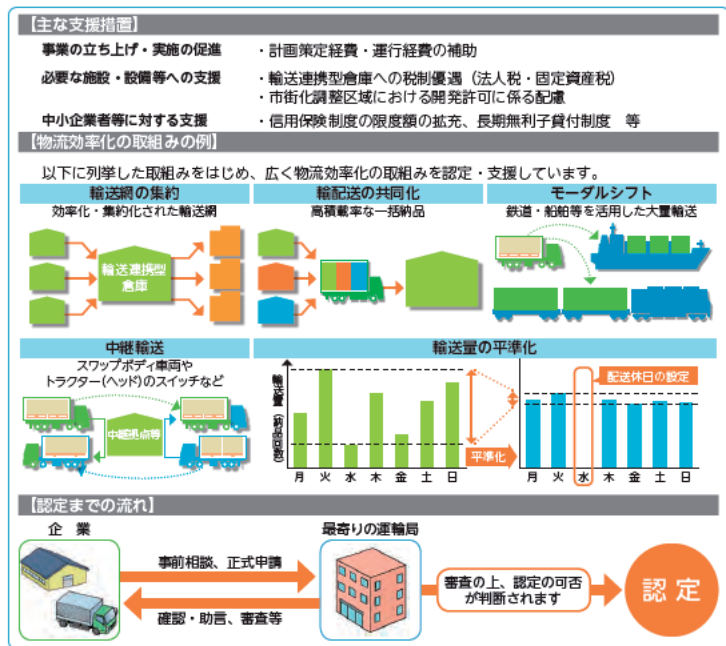 【主な支援措置】
事業の立ち上げ・実施の促進 ・計画策定経費・運行経費の補助
必要な施設・設備等への支援 ・輸送連携型倉庫への税制優遇（法人税・固定資産税）
・市街化調整区域における開発許可に係る配慮
中小企業者等に対する支援 ・信用保険制度の限度額の拡充、長期無利子貸付制度 等
【物流効率化の取組みの例】
以下に列挙した取組みをはじめ、広く物流効率化の取組みを認定・支援しています。
輸送網の集約
効率化・集約化された輸送網
輸送連携型
倉庫
輸配送の共同化
高積載率な一括納品
モーダルシフト
鉄道・船舶等を活用した大量輸送
中継輸送
スワップボディ車両や
トラクター(ヘッド)のスイッチなど
中継拠点等
輸送量の平準化
輸送量（納品回数）
月 火 水 木 金 土 日
平準化
配送休日の設定
月 火 水 木 金 土 日
【認定までの流れ】
企 業
事前相談、正式申請
確認・助言、審査等
最寄りの運輸局
審査の上、認定の可否
が判断されます
認 定